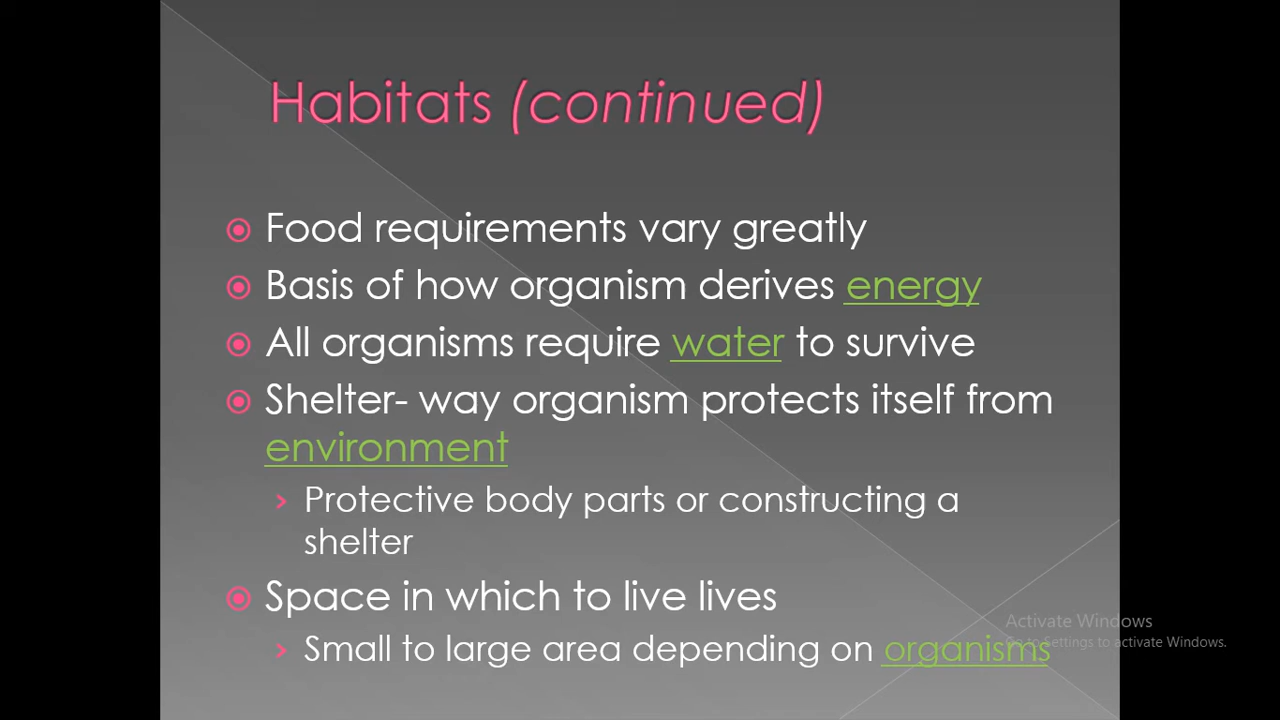 Habitats (continued)
Food requirements vary greatly
Basis of how organism derives energy
All organisms require water to survive
Shelter- way organism protects itself from
environment
Protective body parts or constructing a
shelter
Space in which to live lives
Small to large area depending on organisms
Activate Windows
Go to Settings to activate Windows.